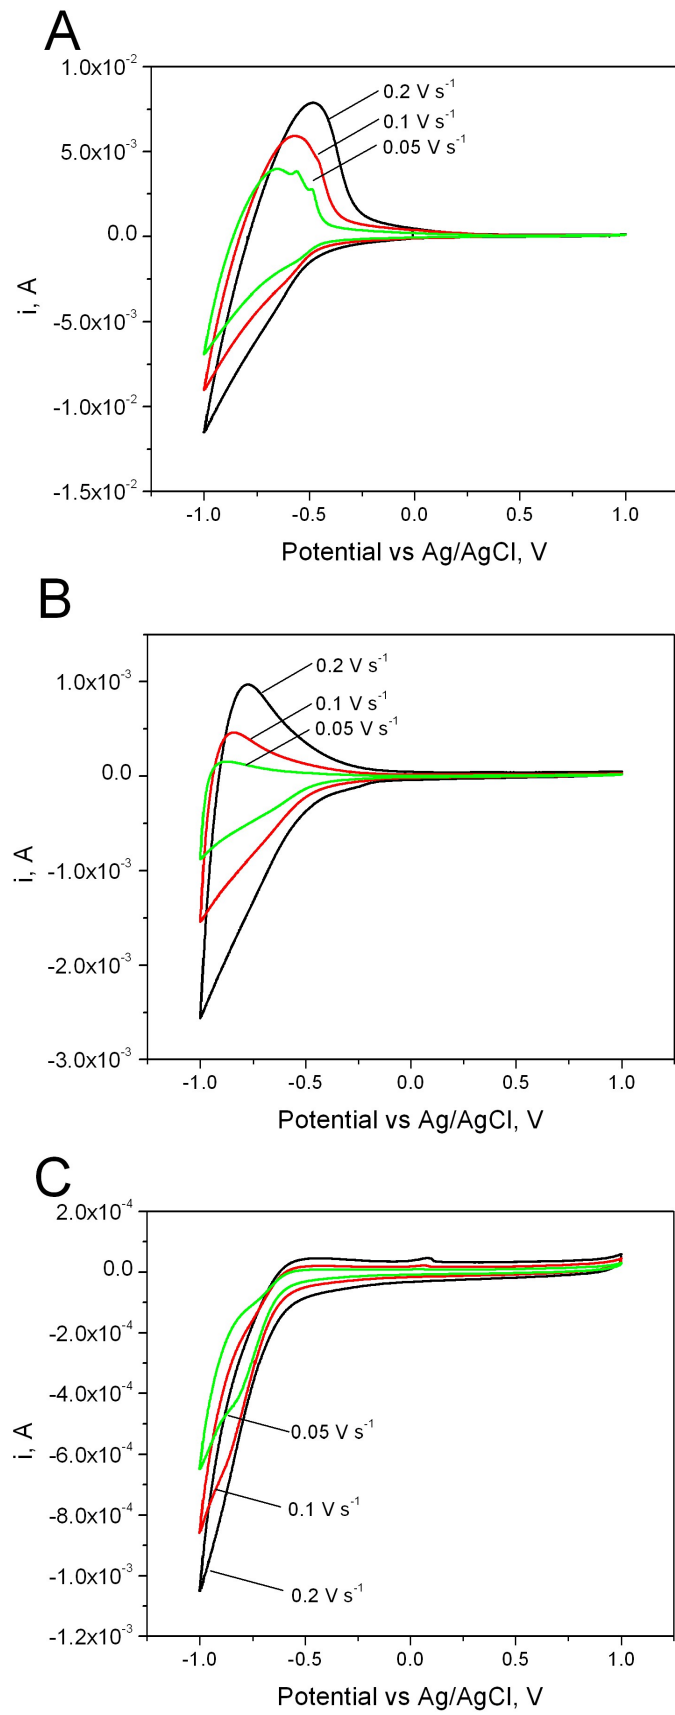 A
1.0x10⁻²
0.2 V s⁻¹
0.1 V s⁻¹
5.0x10⁻³
0.05 V s⁻¹
0.0
i, A
-5.0x10⁻³
-1.0x10⁻²
-1.5x10⁻²
-1.0 -0.5 0.0 0.5 1.0
Potential vs Ag/AgCl, V
B
0.2 V s⁻¹
1.0x10⁻³
0.1 V s⁻¹
0.05 V s⁻¹
0.0
i, A
-1.0x10⁻³
-2.0x10⁻³
-3.0x10⁻³
-1.0 -0.5 0.0 0.5 1.0
Potential vs Ag/AgCl, V
C
2.0x10⁻⁴
0.0
-2.0x10⁻⁴
-4.0x10⁻⁴
i, A
0.05 V s⁻¹
-6.0x10⁻⁴
0.1 V s⁻¹
-8.0x10⁻⁴
-1.0x10⁻³
0.2 V s⁻¹
-1.2x10⁻³
-1.0 -0.5 0.0 0.5 1.0
Potential vs Ag/AgCl, V